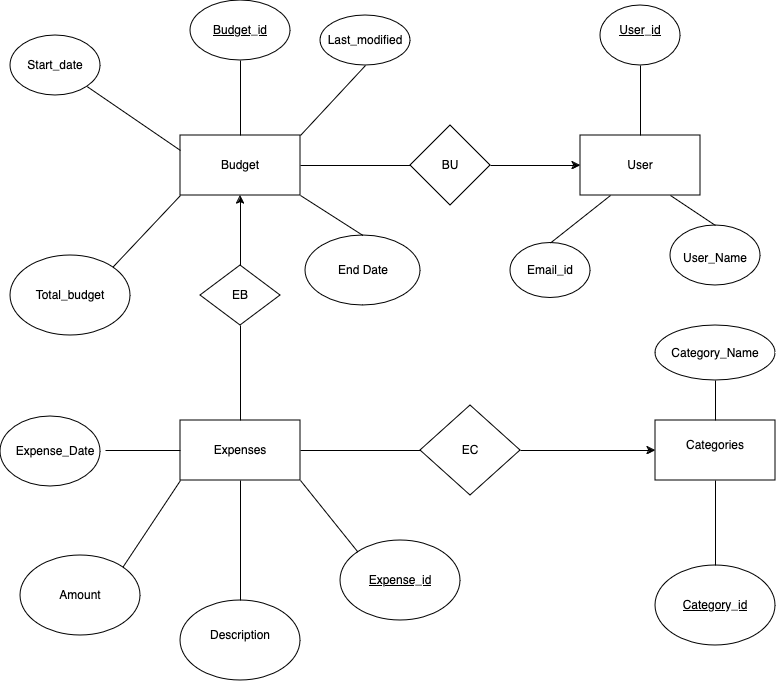 Budget_id
User_id
Last_modified
Start_date
Budget
BU
User
End Date
Email_id
User_Name
Total_budget
EB
Category_Name
Expense_Date
Expenses
EC
Categories
Expense_id
Amount
Category_id
Description